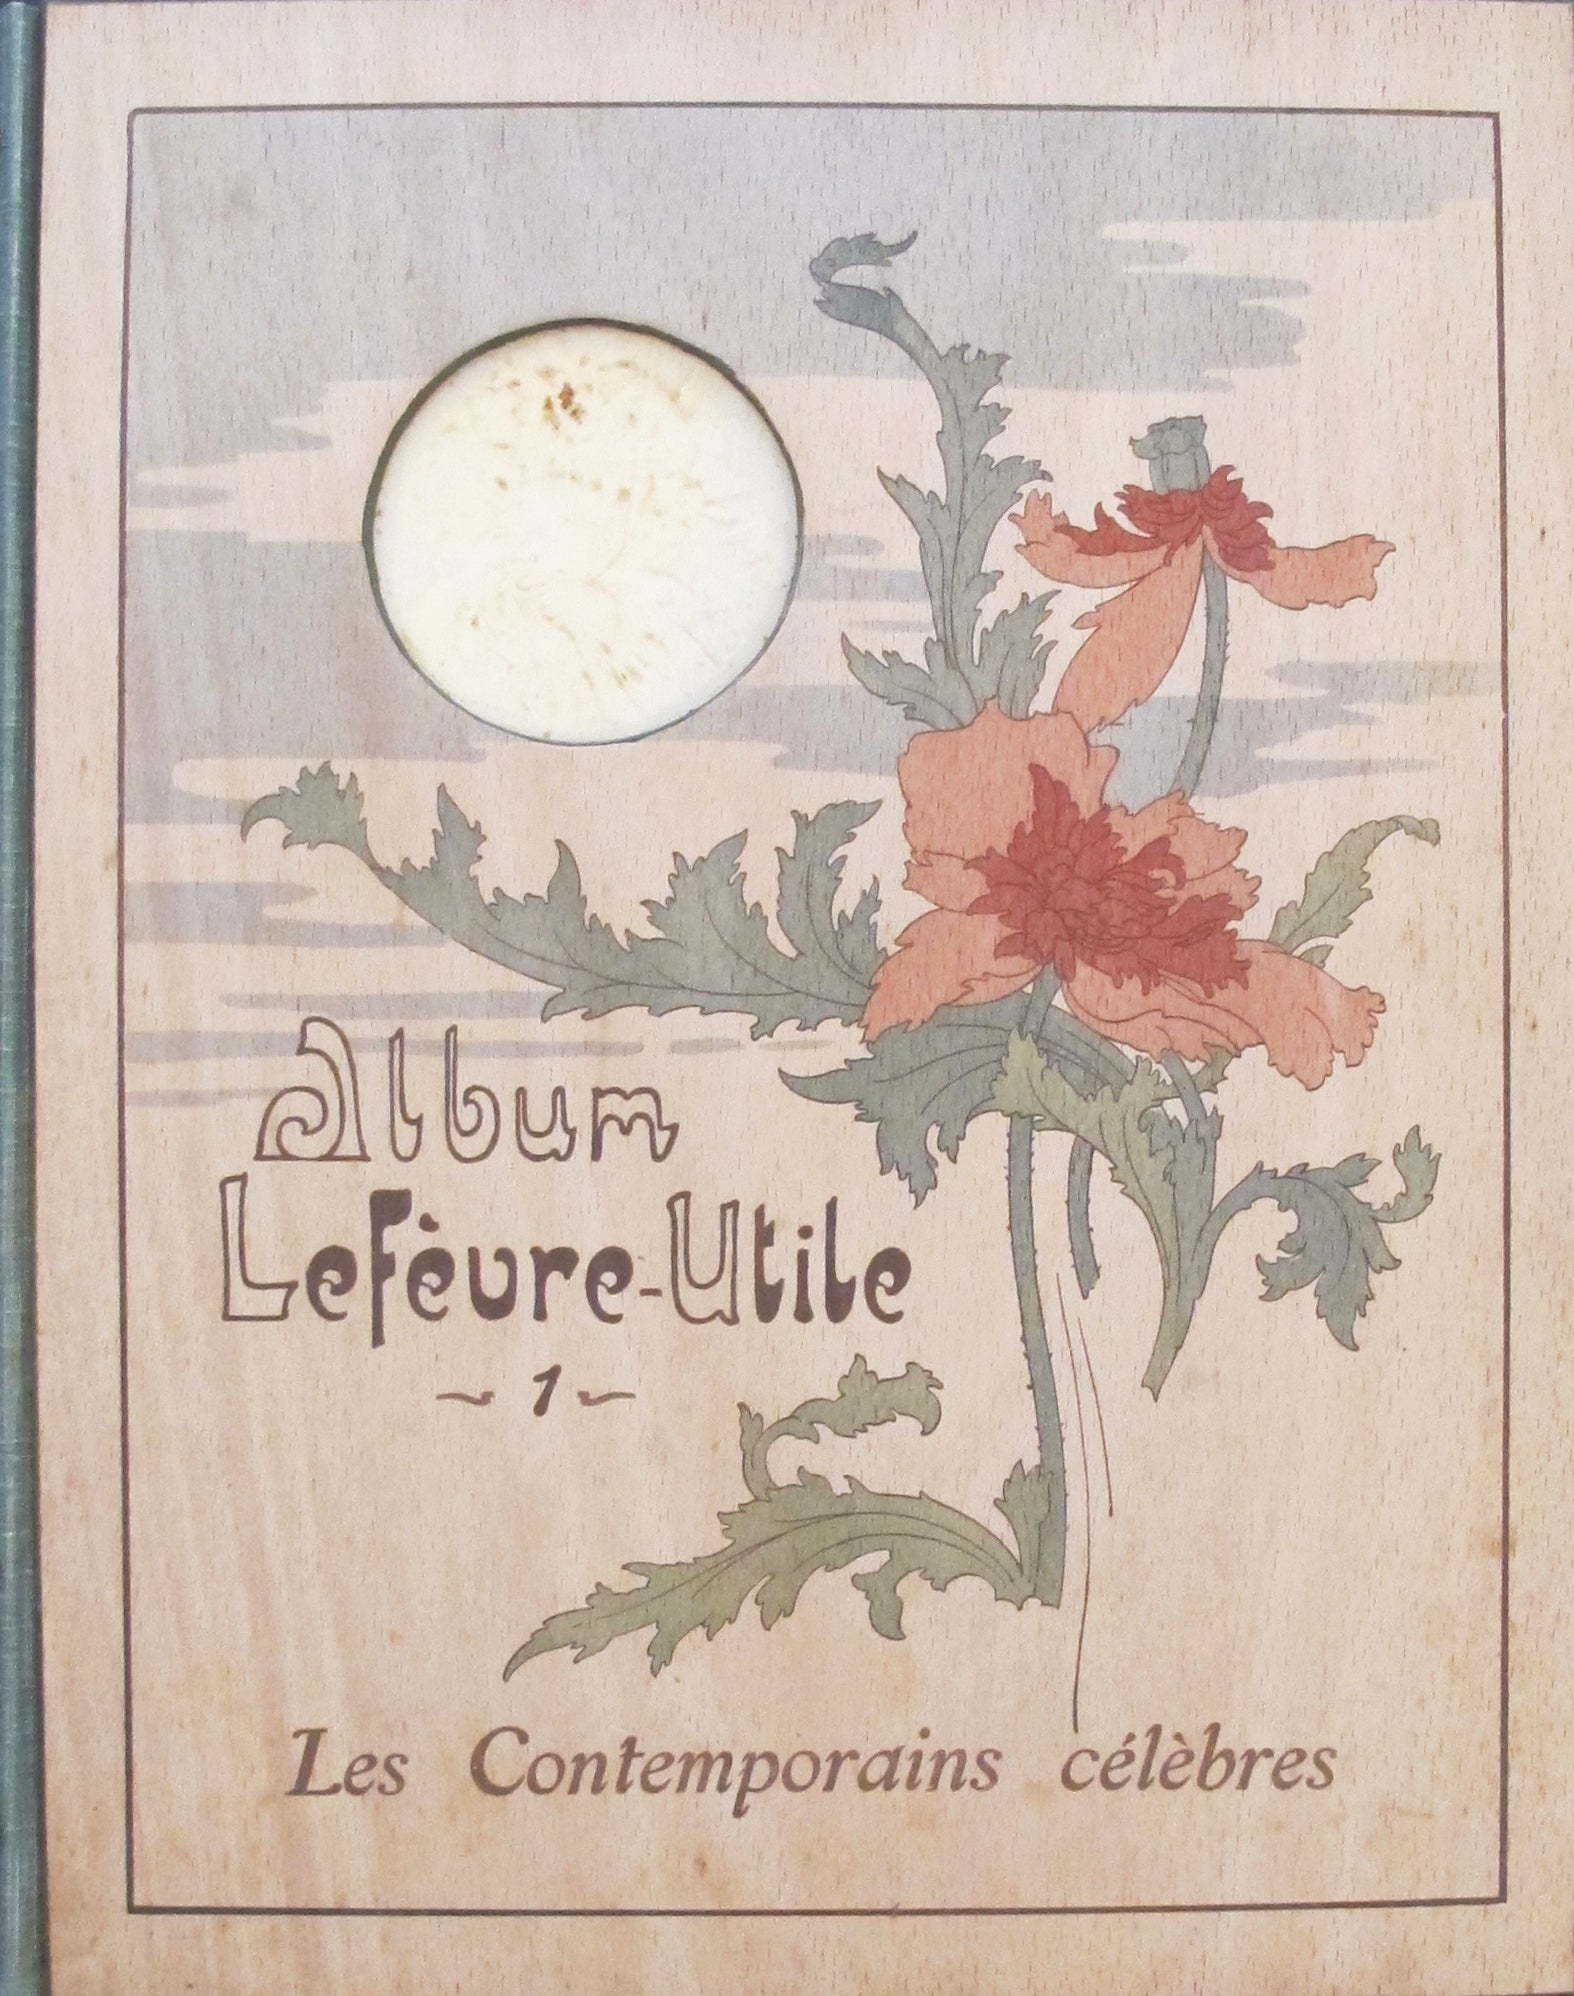 Album
Lefèvre-Utile
~ 1 ~
Les Contemporains célèbres